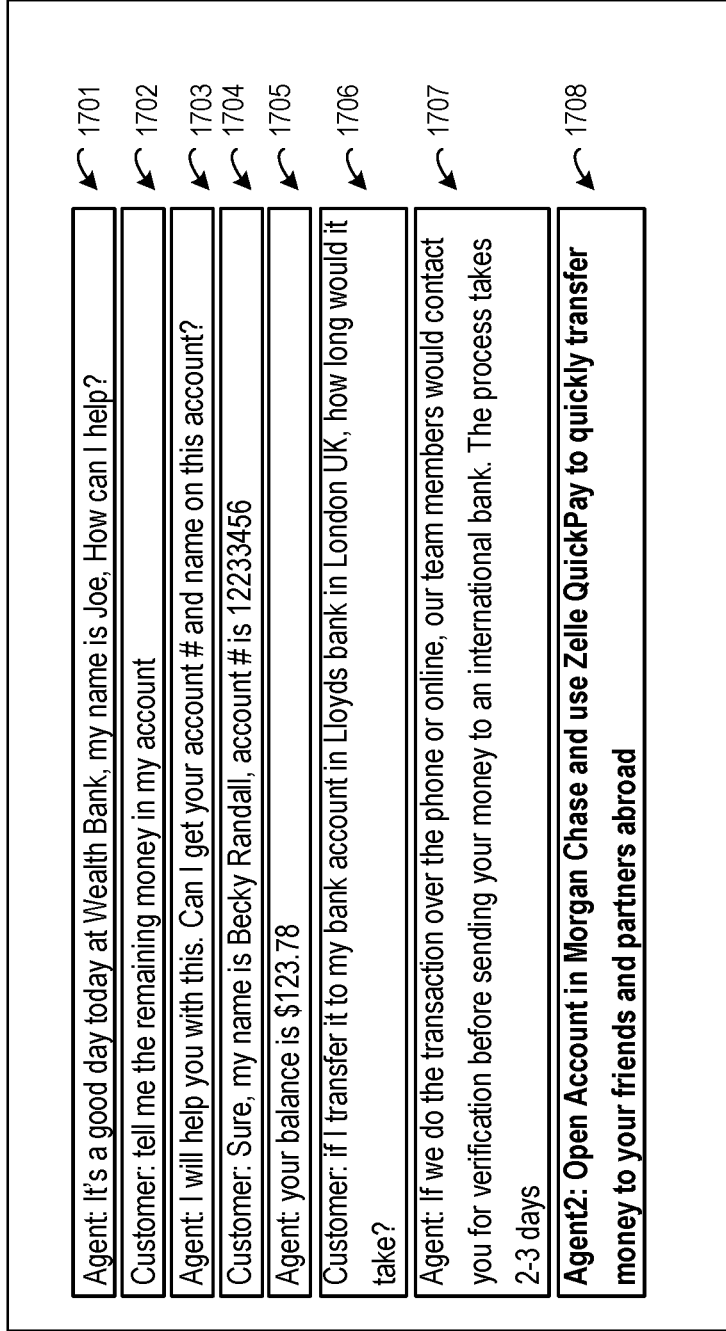 Agent: It's a good day today at Wealth Bank, my name is Joe, How can I help?
1701
Customer: tell me the remaining money in my account
1702
Agent: I will help you with this. Can I get your account # and name on this account?
1703
Customer: Sure, my name is Becky Randall, account # is 12233456
1704
Agent: your balance is $123.78
1705
Customer: if I transfer it to my bank account in Lloyds bank in London UK, how long would it
take?
1706
Agent: If we do the transaction over the phone or online, our team members would contact
you for verification before sending your money to an international bank. The process takes
2-3 days
1707
Agent2: Open Account in Morgan Chase and use Zelle QuickPay to quickly transfer
money to your friends and partners abroad
1708